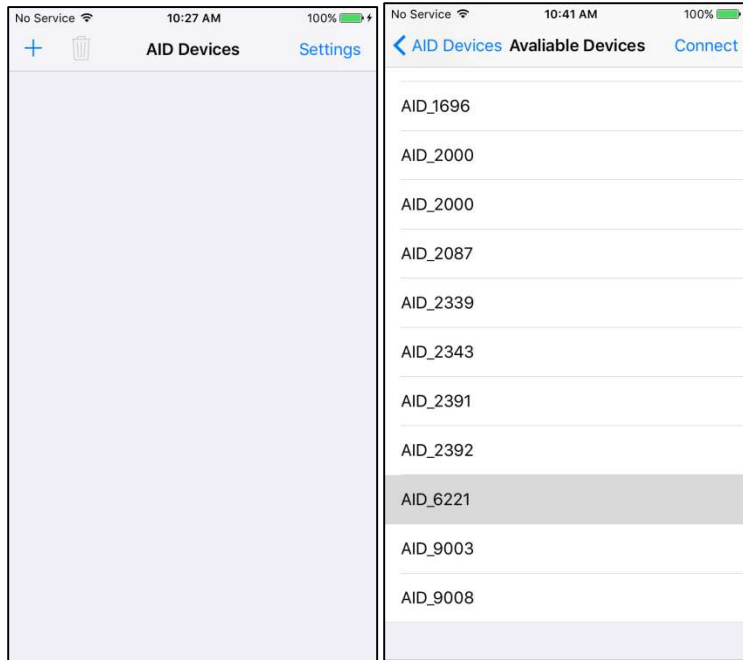 No Service 10:27 AM 100%
+ AID Devices Settings
No Service 10:41 AM 100%
AID Devices Avaliable Devices Connect
AID_1696
AID_2000
AID_2000
AID_2087
AID_2339
AID_2343
AID_2391
AID_2392
AID_6221
AID_9003
AID_9008